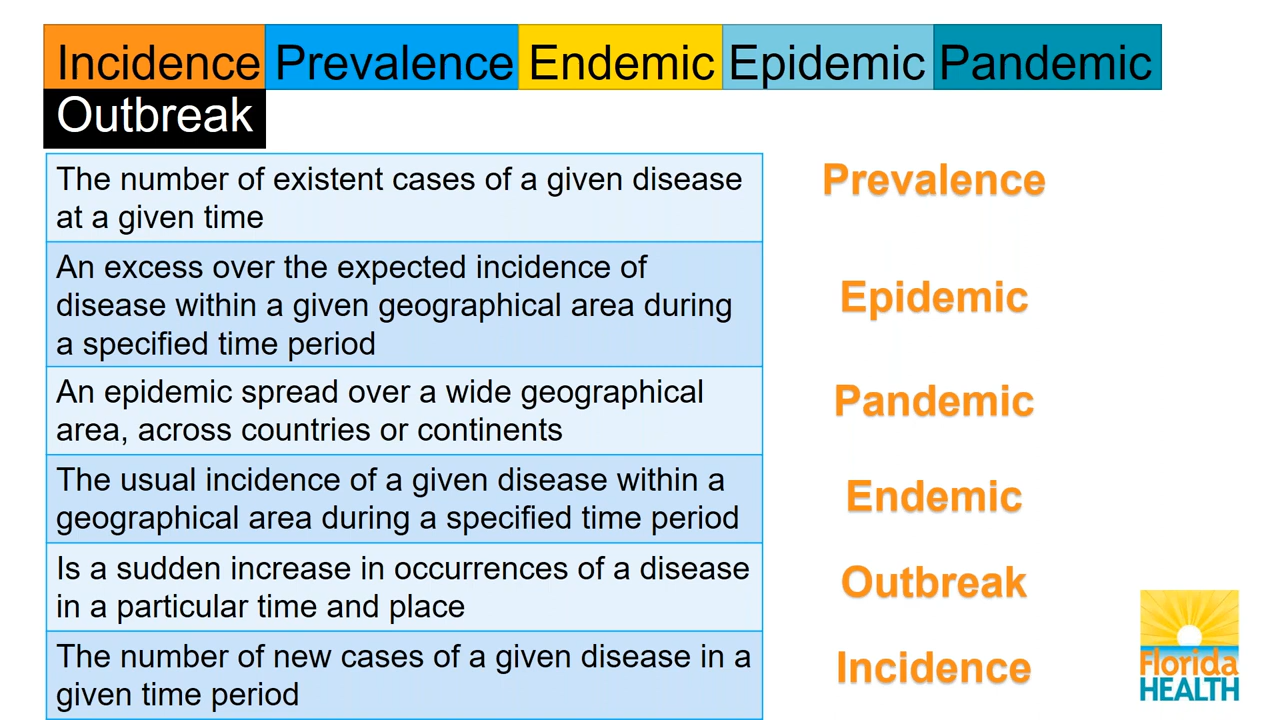 Incidence Prevalence Endemic Epidemic Pandemic
Outbreak
The number of existent cases of a given disease
at a given time
Prevalence
An excess over the expected incidence of
disease within a given geographical area during
a specified time period
Epidemic
An epidemic spread over a wide geographical
area, across countries or continents
Pandemic
The usual incidence of a given disease within a
geographical area during a specified time period
Endemic
Is a sudden increase in occurrences of a disease
in a particular time and place
Outbreak
The number of new cases of a given disease in a
given time period
Incidence
Florida
HEALTH